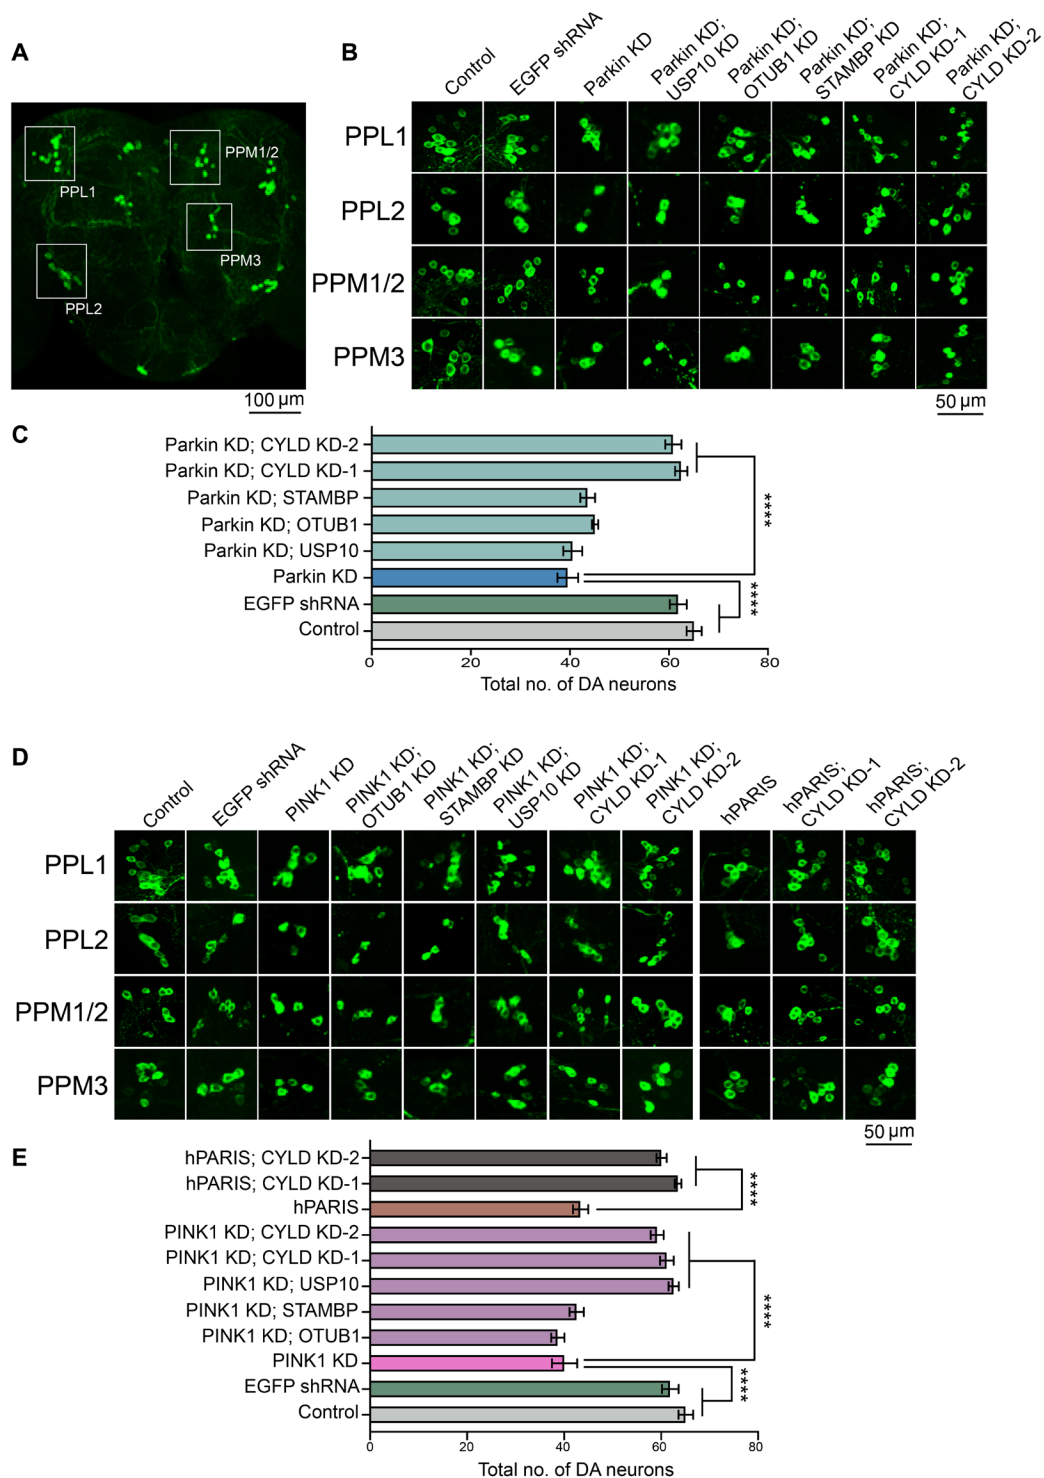 A
PPL1
PPM1/2
PPM3
PPL2
100 µm
B
Control
EGFP shRNA
Parkin KD
Parkin KD;
USP10 KD
Parkin KD;
OTUB1 KD
Parkin KD;
STAMBP KD
Parkin KD;
CYLD KD-1
Parkin KD;
CYLD KD-2
PPL1
PPL2
PPM1/2
PPM3
50 µm
C
Parkin KD; CYLD KD-2
Parkin KD; CYLD KD-1
Parkin KD; STAMBP
Parkin KD; OTUB1
Parkin KD; USP10
Parkin KD
EGFP shRNA
Control
****
****
0 20 40 60 80
Total no. of DA neurons
D
Control
EGFP shRNA
PINK1 KD
PINK1 KD;
OTUB1 KD
PINK1 KD;
STAMBP KD
PINK1 KD;
USP10 KD
PINK1 KD;
CYLD KD-1
PINK1 KD;
CYLD KD-2
hPARIS
hPARIS;
CYLD KD-1
hPARIS;
CYLD KD-2
PPL1
PPL2
PPM1/2
PPM3
50 µm
E
hPARIS; CYLD KD-2
hPARIS; CYLD KD-1
hPARIS
PINK1 KD; CYLD KD-2
PINK1 KD; CYLD KD-1
PINK1 KD; USP10
PINK1 KD; STAMBP
PINK1 KD; OTUB1
PINK1 KD
EGFP shRNA
Control
****
****
****
0 20 40 60 80
Total no. of DA neurons